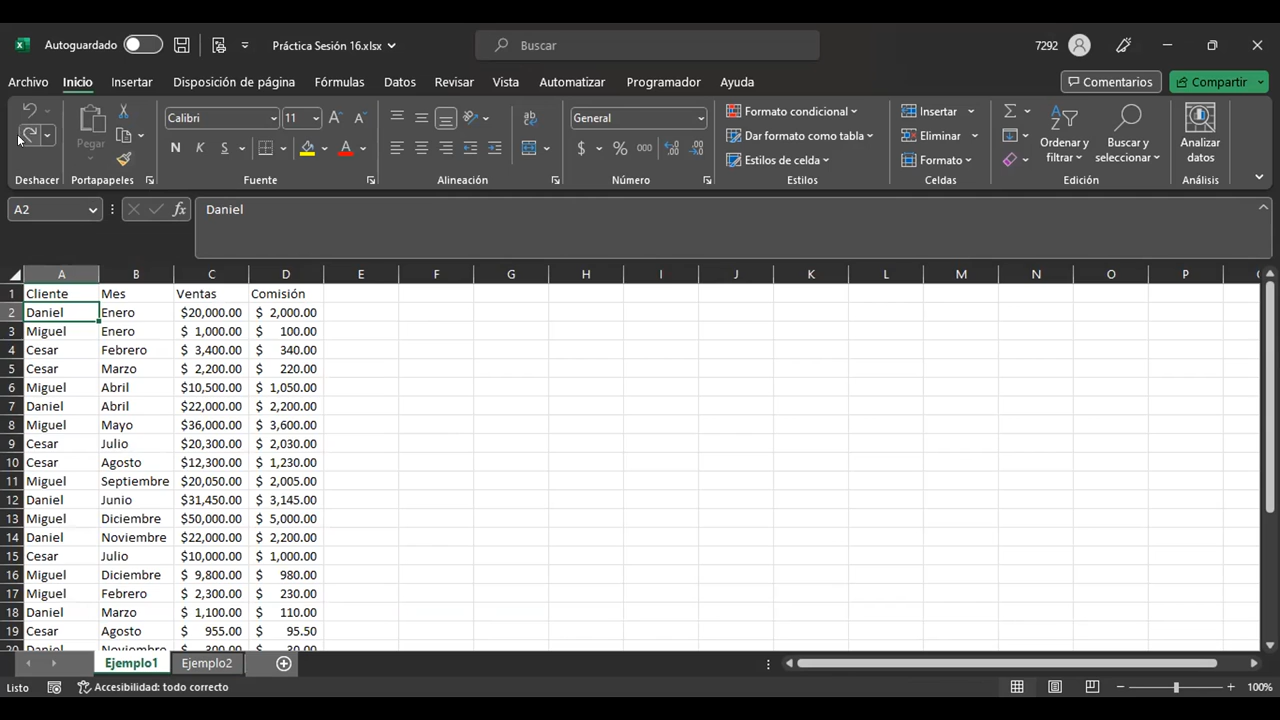 Autoguardado Práctica Sesión 16.xlsx Buscar 7292
Archivo Inicio Insertar Disposición de página Fórmulas Datos Revisar Vista Automatizar Programador Ayuda Comentarios Compartir
Pegar Calibri 11 General Formato condicional Insertar
N K S $ % 000 Dar formato como tabla Eliminar Ordenar y filtrar Buscar y seleccionar Analizar datos
Estilos de celda Formato
Deshacer Portapapeles Fuente Alineación Número Estilos Celdas Edición Análisis
A2 fx Daniel
A B C D E F G H I J K L M N O P
1 Cliente Mes Ventas Comisión
2 Daniel Enero $20,000.00 $ 2,000.00
3 Miguel Enero $ 1,000.00 $ 100.00
4 Cesar Febrero $ 3,400.00 $ 340.00
5 Cesar Marzo $ 2,200.00 $ 220.00
6 Miguel Abril $10,500.00 $ 1,050.00
7 Daniel Abril $22,000.00 $ 2,200.00
8 Miguel Mayo $36,000.00 $ 3,600.00
9 Cesar Julio $20,300.00 $ 2,030.00
10 Cesar Agosto $12,300.00 $ 1,230.00
11 Miguel Septiembre $20,050.00 $ 2,005.00
12 Daniel Junio $31,450.00 $ 3,145.00
13 Miguel Diciembre $50,000.00 $ 5,000.00
14 Daniel Noviembre $22,000.00 $ 2,200.00
15 Cesar Julio $10,000.00 $ 1,000.00
16 Miguel Diciembre $ 9,800.00 $ 980.00
17 Miguel Febrero $ 2,300.00 $ 230.00
18 Daniel Marzo $ 1,100.00 $ 110.00
19 Cesar Agosto $ 955.00 $ 95.50
20 Daniel Noviembre $ 300.00 $ 30.00
Ejemplo1 Ejemplo2
Listo Accesibilidad: todo correcto 100%